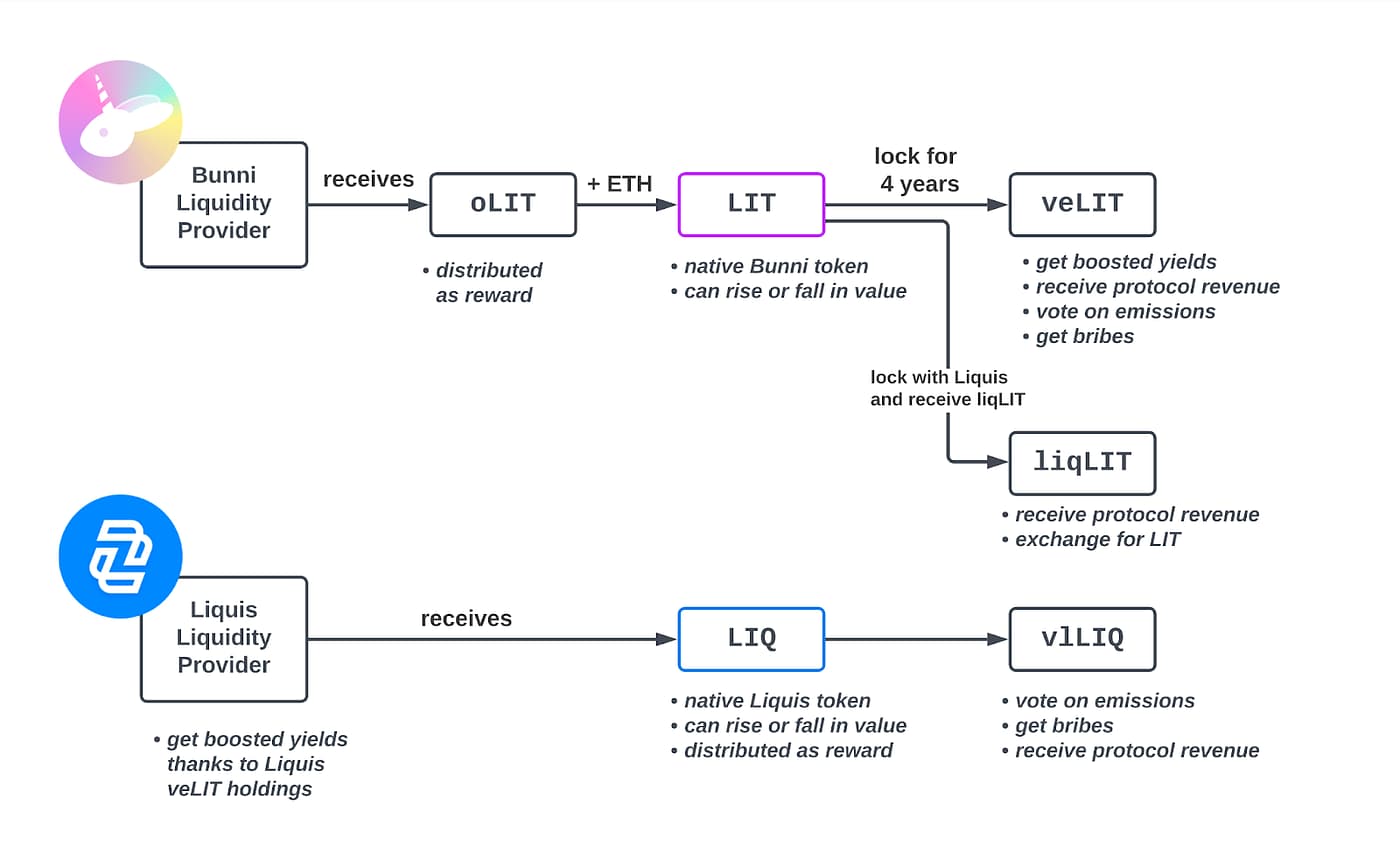 Bunni
Liquidity
Provider
receives
oLIT
+ ETH
LIT
lock for
4 years
veLIT
• distributed
as reward
• native Bunni token
• can rise or fall in value
• get boosted yields
• receive protocol revenue
• vote on emissions
• get bribes
lock with Liquis
and receive liqLIT
liqLIT
• receive protocol revenue
• exchange for LIT
Liquis
Liquidity
Provider
receives
LIQ
vlLIQ
• get boosted yields
thanks to Liquis
veLIT holdings
• native Liquis token
• can rise or fall in value
• distributed as reward
• vote on emissions
• get bribes
• receive protocol revenue